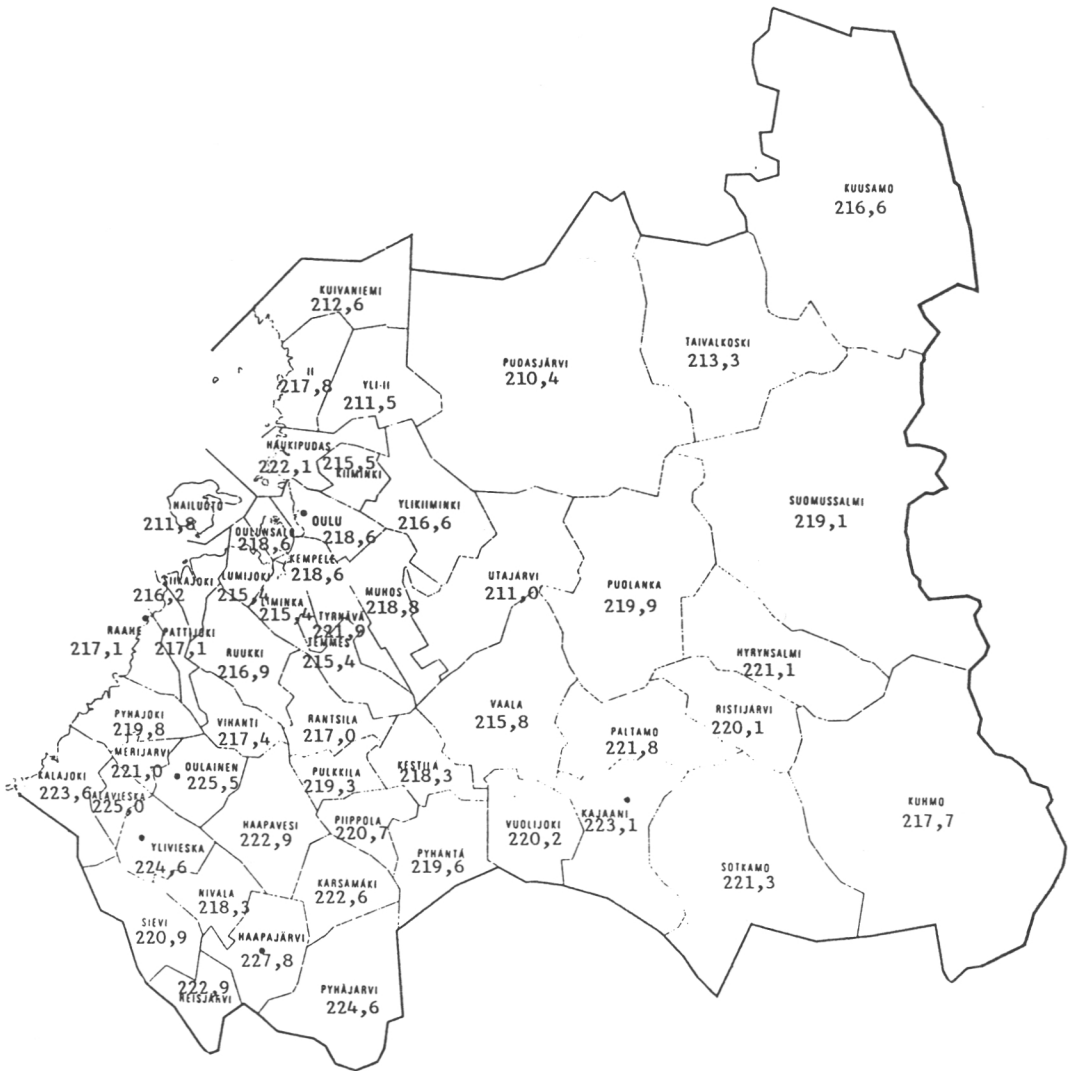 KUUSAMO
216,6
KUIVANIEMI
212,6
TAIVALKOSKI
213,3
PUDASJÄRVI
210,4
II
217,8
YLI-II
211,5
HAUKIPUDAS
222,1
215,5
KIIMINKI
SUOMUSSALMI
219,1
HAILUOTO
211,8
YLIKIIMINKI
216,6
OULU
218,6
OULUNSALO
218,6
KEMPELE
218,6
UTAJÄRVI
211,0
PUOLANKA
219,9
SIIKAJOKI
216,2
LUMIJOKI
215,4
MUHOS
218,8
LIMINKA
215,4
TYRNÄVÄ
221,9
TEMMES
215,4
RAAHE
217,1
PATTIJOKI
217,1
RUUKKI
216,9
HYRYNSALMI
221,1
VAALA
215,8
RISTIJÄRVI
220,1
PYHÄJOKI
219,8
VIHANTI
217,4
RANTSILA
217,0
PALTAMO
221,8
MERIJÄRVI
221,0
OULAINEN
225,5
PULKKILA
219,3
KESTILÄ
218,3
KALAJOKI
223,6
ALAVIESKA
225,0
KAJAANI
223,1
KUHMO
217,7
HAAPAVESI
222,9
PIIPPOLA
220,7
VUOLIJOKI
220,2
YLIVIESKA
224,6
PYHÄNTÄ
219,6
SOTKAMO
221,3
NIVALA
218,3
KÄRSÄMÄKI
222,6
SIEVI
220,9
HAAPAJÄRVI
227,8
222,9
REISJÄRVI
PYHÄJÄRVI
224,6